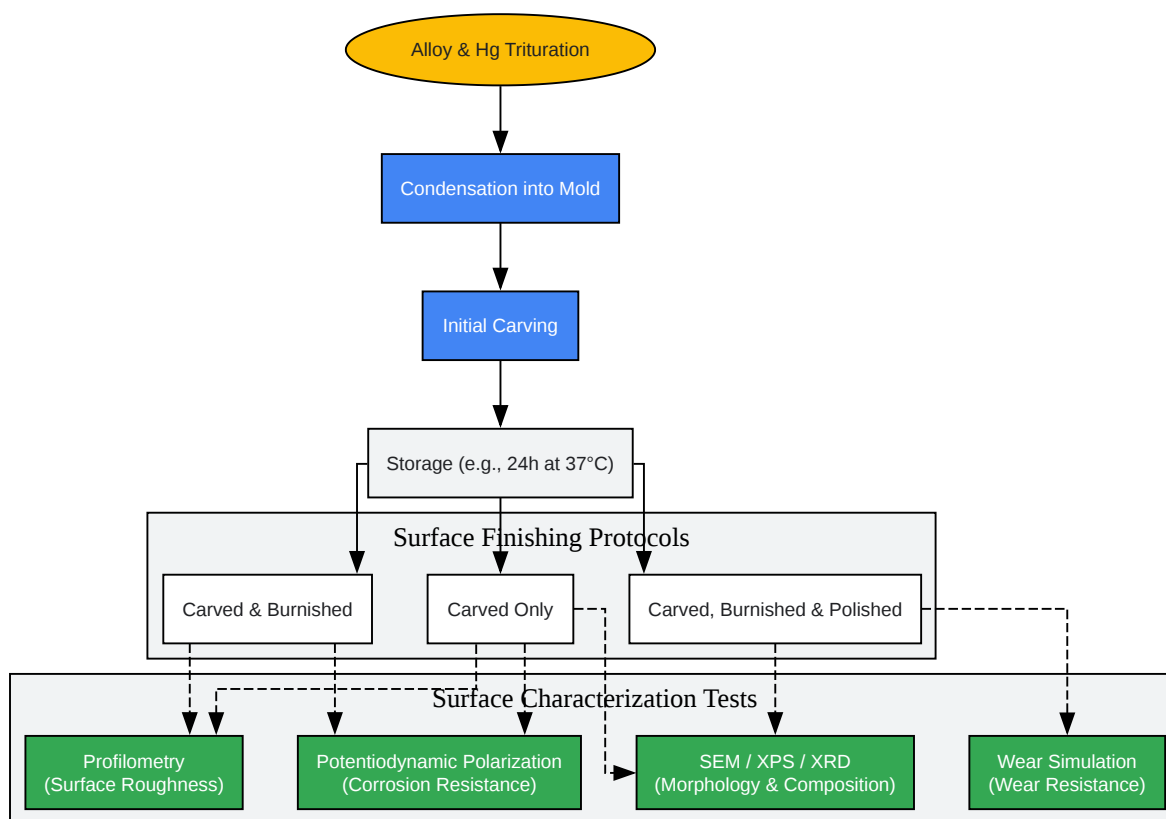 Alloy & Hg Trituration
Condensation into Mold
Initial Carving
Storage (e.g., 24h at 37°C)
Surface Finishing Protocols
Carved & Burnished
Carved Only
Carved, Burnished & Polished
Surface Characterization Tests
Profilometry
(Surface Roughness)
Potentiodynamic Polarization
(Corrosion Resistance)
SEM / XPS / XRD
(Morphology & Composition)
Wear Simulation
(Wear Resistance)